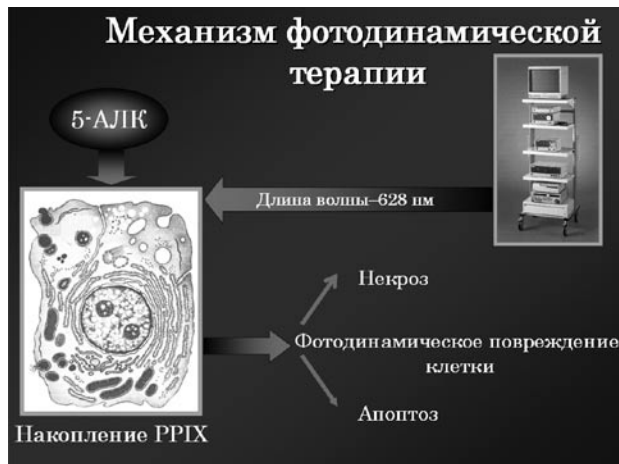 Механизм фотодинамической
терапии
5-АЛК
Длина волны–628 нм
Некроз
Фотодинамическое повреждение
клетки
Апоптоз
Накопление PPIX